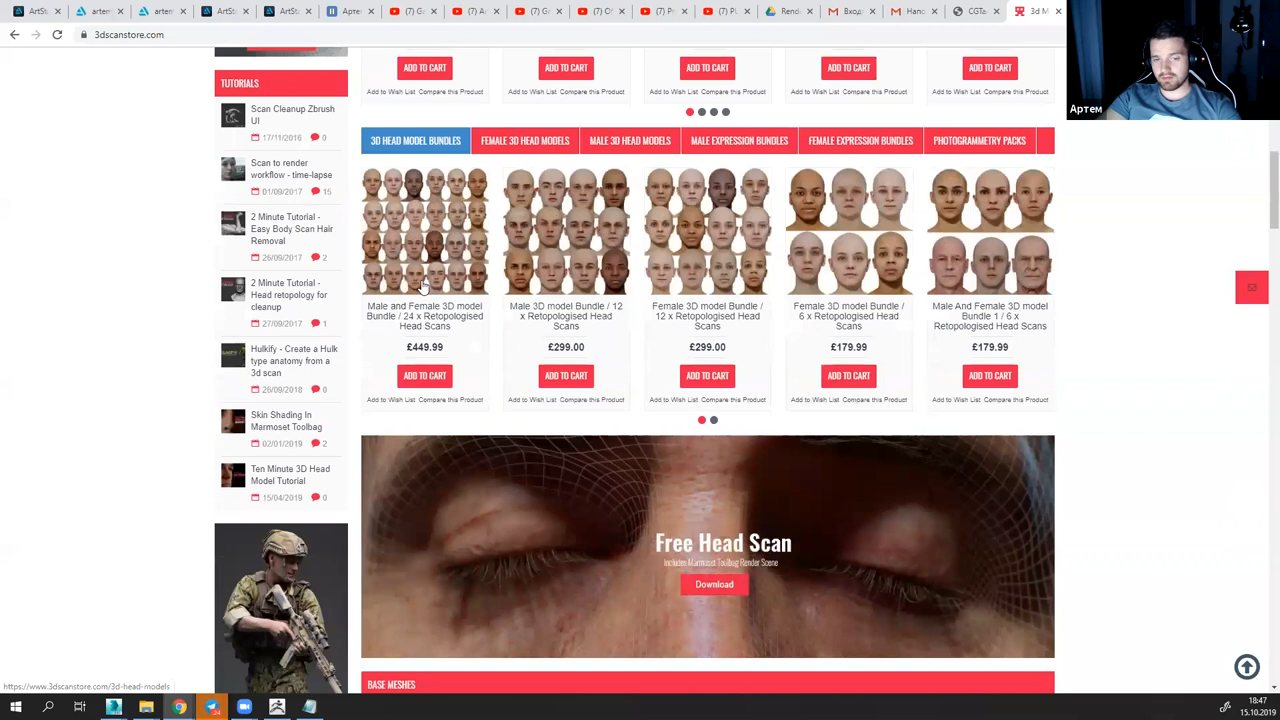 ArtSt
artem
artem
ArtSt
ArtSt
Артем
(7) G
(7) A
(7) G
(7) Of
(7) Pr
(7) Pl
Rende
Входя
Нано
CGTa
3d M
3dscanstore.com
Артем
ADD TO CART
ADD TO CART
ADD TO CART
ADD TO CART
ADD TO CART
Add to Wish List Compare this Product
Add to Wish List Compare this Product
Add to Wish List Compare this Product
Add to Wish List Compare this Product
Add to Wish List Compare this Product
TUTORIALS
Scan Cleanup Zbrush
UI
17/11/2016 0
Scan to render
workflow - time-lapse
01/09/2017 15
2 Minute Tutorial -
Easy Body Scan Hair
Removal
26/09/2017 2
2 Minute Tutorial -
Head retopology for
cleanup
27/09/2017 1
Hulkify - Create a Hulk
type anatomy from a
3d scan
26/09/2018 0
Skin Shading In
Marmoset Toolbag
02/01/2019 2
Ten Minute 3D Head
Model Tutorial
15/04/2019 0
3D HEAD MODEL BUNDLES
FEMALE 3D HEAD MODELS
MALE 3D HEAD MODELS
MALE EXPRESSION BUNDLES
FEMALE EXPRESSION BUNDLES
PHOTOGRAMMETRY PACKS
Male and Female 3D model
Bundle / 24 x Retopologised
Head Scans
£449.99
ADD TO CART
Add to Wish List Compare this Product
Male 3D model Bundle / 12
x Retopologised Head
Scans
£299.00
ADD TO CART
Add to Wish List Compare this Product
Female 3D model Bundle /
12 x Retopologised Head
Scans
£299.00
ADD TO CART
Add to Wish List Compare this Product
Female 3D model Bundle /
6 x Retopologised Head
Scans
£179.99
ADD TO CART
Add to Wish List Compare this Product
Male And Female 3D model
Bundle 1 / 6 x
Retopologised Head Scans
£179.99
ADD TO CART
Add to Wish List Compare this Product
Free Head Scan
Includes Marmoset Toolbag Render Scene
Download
BASE MESHES
https://www.3dscanstore.com/3d-head-models
18:47
15.10.2019